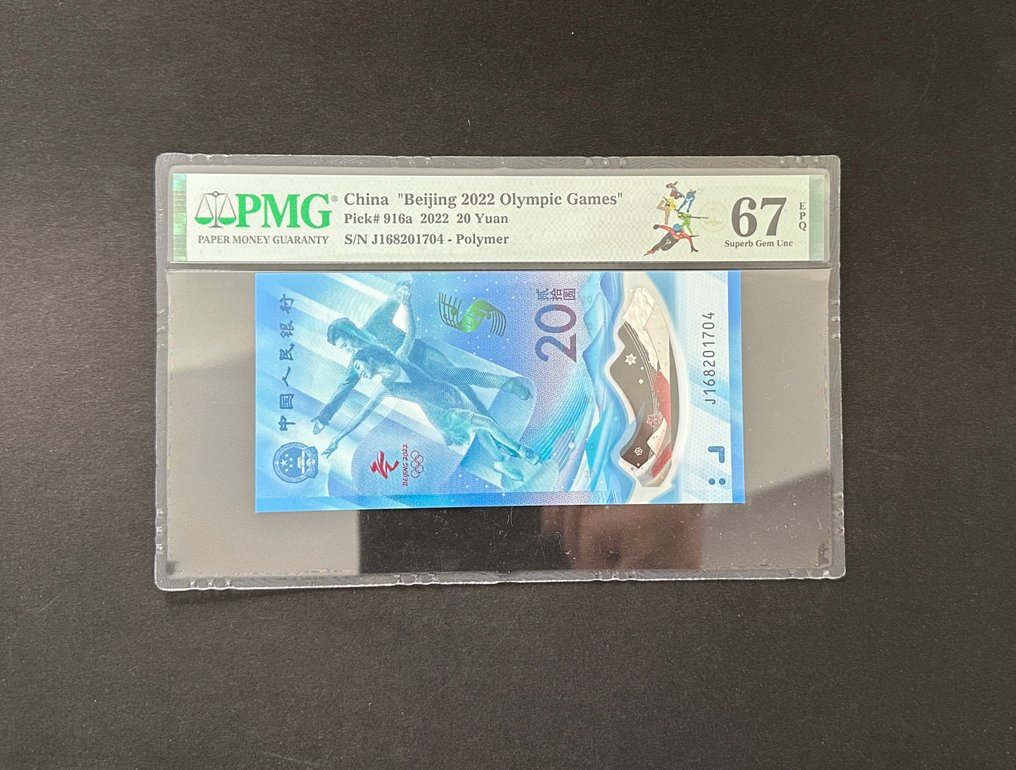 PMG®
PAPER MONEY GUARANTY
China "Beijing 2022 Olympic Games"
Pick# 916a 2022 20 Yuan
S/N J168201704 - Polymer
67
EPQ
Superb Gem Unc
中国人民银行
BEIJING 2022
20
贰拾圆
J168201704